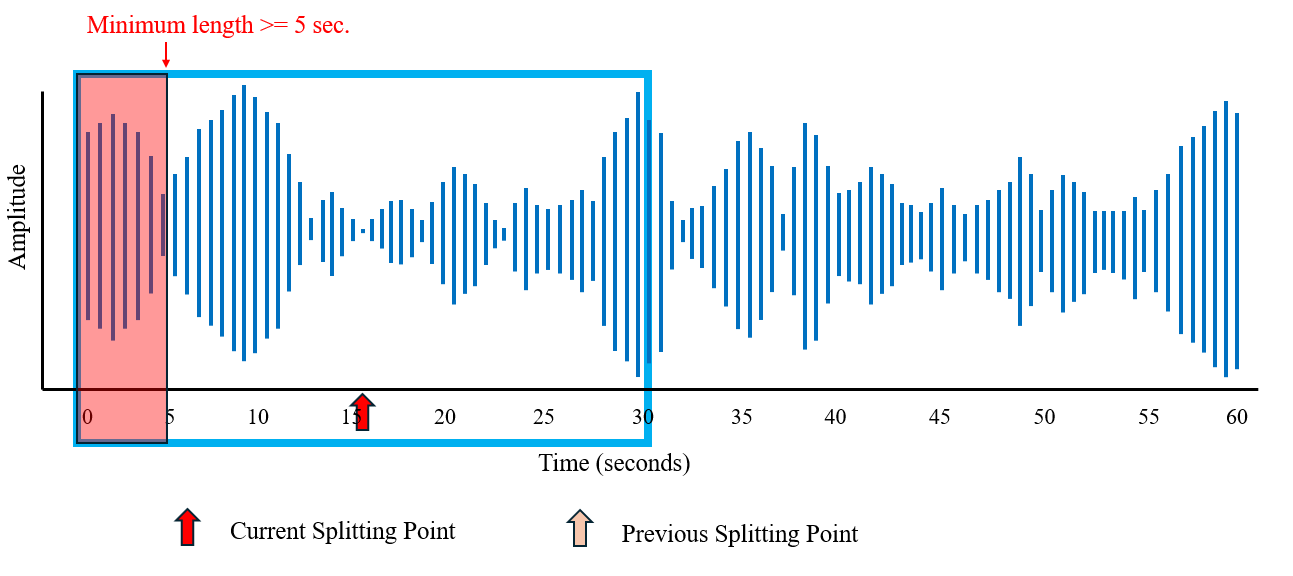 Minimum length >= 5 sec.
Amplitude
0 5 10 15 20 25 30 35 40 45 50 55 60
Time (seconds)
Current Splitting Point
Previous Splitting Point